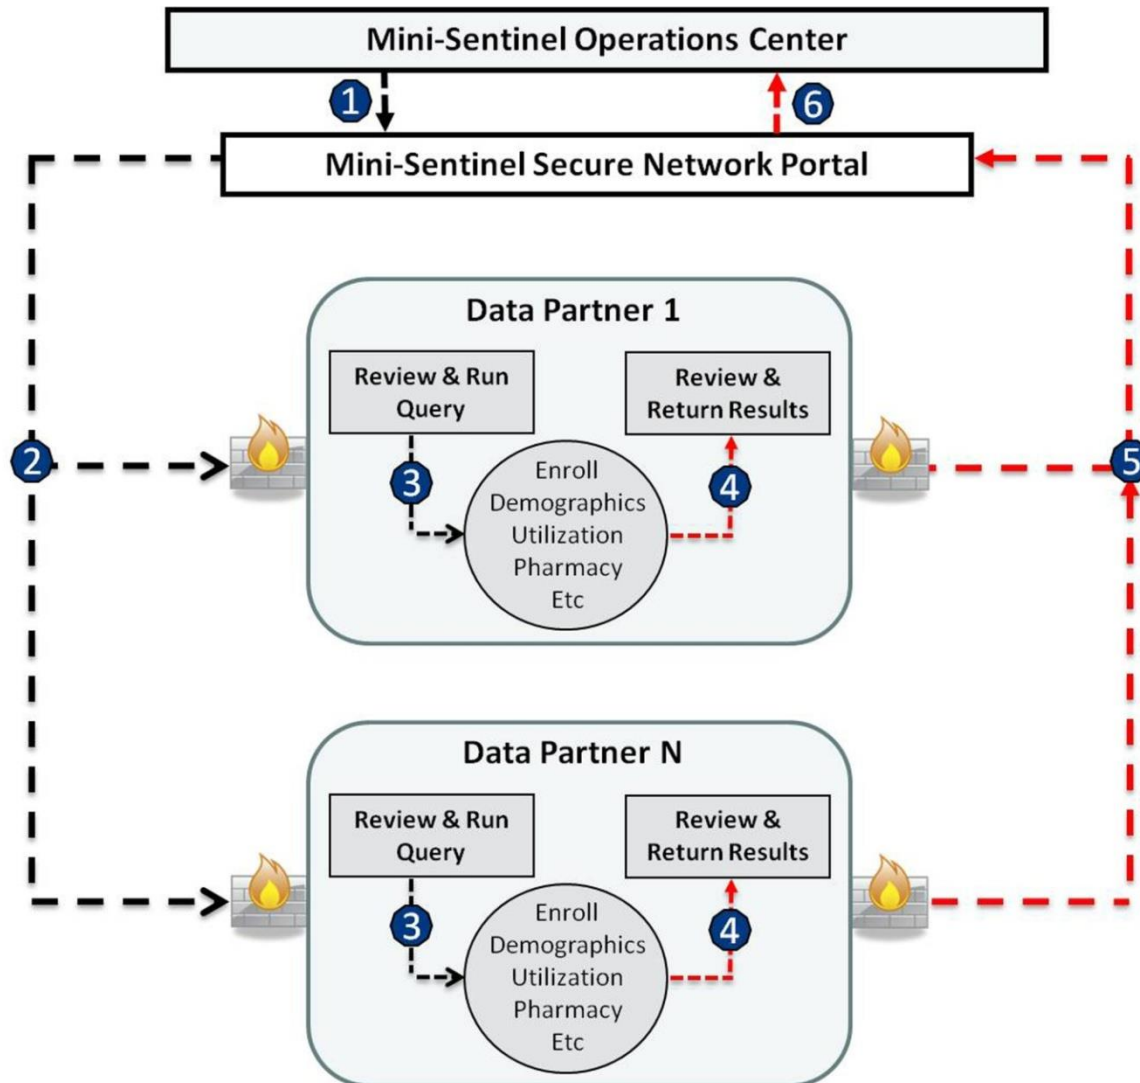 Mini-Sentinel Operations Center
1
6
Mini-Sentinel Secure Network Portal
Data Partner 1
Review & Run
Query
Review &
Return Results
2
3
Enroll
Demographics
Utilization
Pharmacy
Etc
4
5
Data Partner N
Review & Run
Query
Review &
Return Results
3
Enroll
Demographics
Utilization
Pharmacy
Etc
4